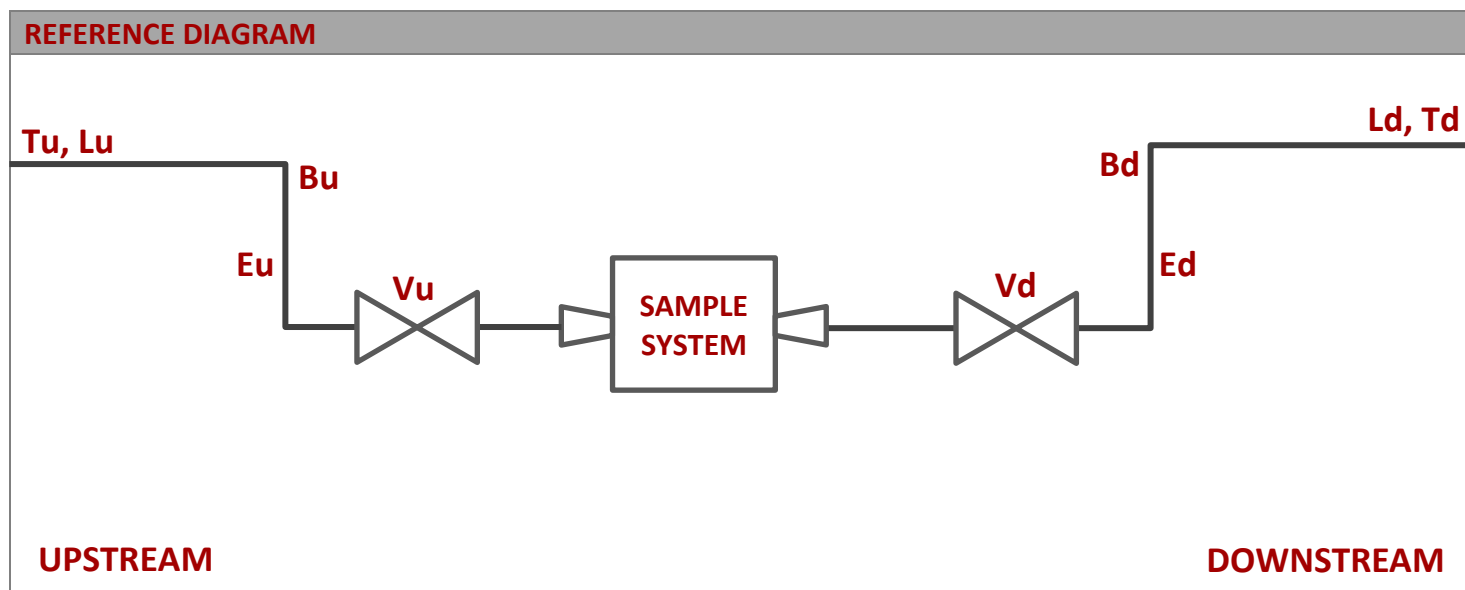 REFERENCE DIAGRAM
Tu, Lu
Ld, Td
Bu
Bd
Eu
Ed
Vu
Vd
SAMPLE
SYSTEM
UPSTREAM
DOWNSTREAM